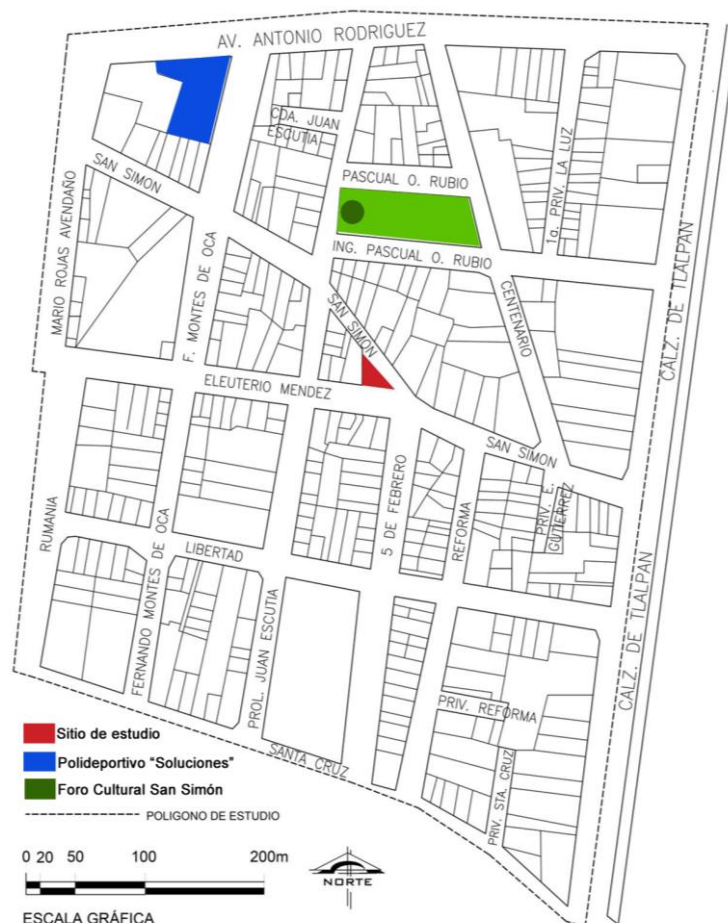 AV. ANTONIO RODRIGUEZ
CDA. JUAN
ESCUTIA
1a. PRIV. LA LUZ
SAN SIMON
PASCUAL O. RUBIO
MARIO ROJAS AVENDAÑO
F. MONTES DE OCA
ING. PASCUAL O. RUBIO
CENTENARIO
CALZ. DE TLALPAN
SAN SIMON
ELEUTERIO MENDEZ
SAN SIMON
RUMANIA
FERNANDO MONTES DE OCA
LIBERTAD
5 DE FEBRERO
REFORMA
PRIV. E.
GUTIERREZ
PROL. JUAN ESCUTIA
CALZ. DE TLALPAN
PRIV. REFORMA
SANTA CRUZ
PRIV. STA. CRUZ
Sitio de estudio
Polideportivo "Soluciones"
Foro Cultural San Simón
POLIGONO DE ESTUDIO
0 20 50 100 200m
NORTE
ESCALA GRÁFICA